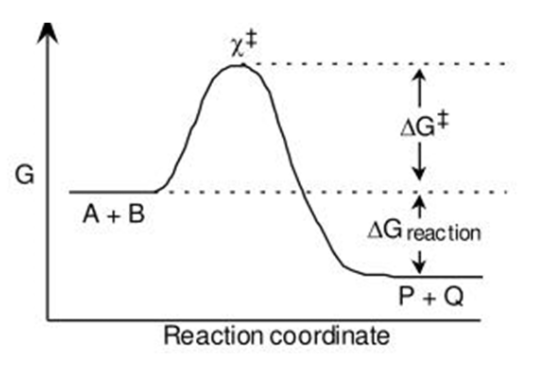 χ‡
ΔG‡
G
A + B
ΔG reaction
P + Q
Reaction coordinate